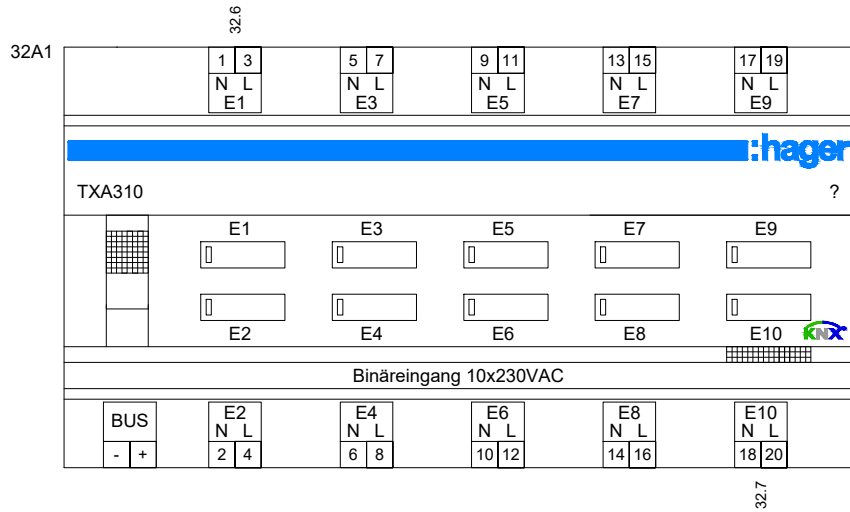 32.6
32A1
1 3 5 7 9 11 13 15 17 19
N L N L N L N L N L
E1 E3 E5 E7 E9
:hager
TXA310 ?
E1 E3 E5 E7 E9
E2 E4 E6 E8 E10
KNX
Binäreingang 10x230VAC
BUS E2 E4 E6 E8 E10
N L N L N L N L N L
- + 2 4 6 8 10 12 14 16 18 20
32.7